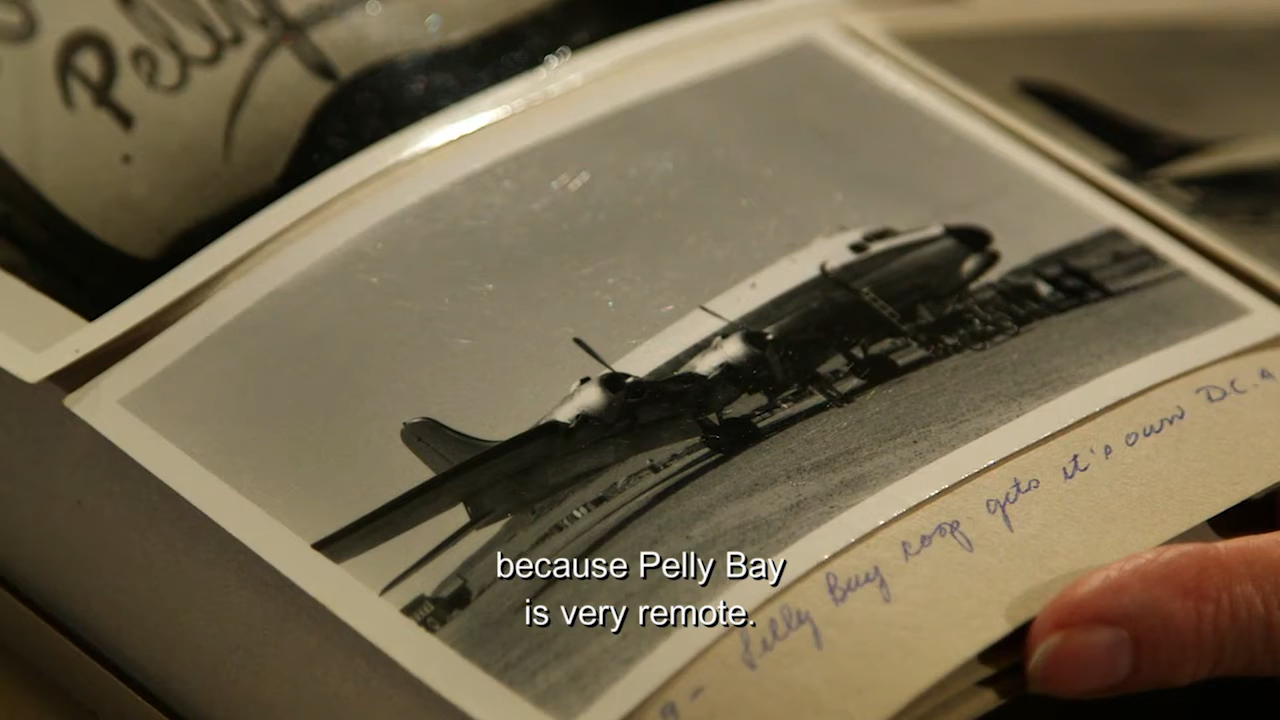 Pelly
Pelly Bay coop gets it's own DC.4
because Pelly Bay
is very remote.